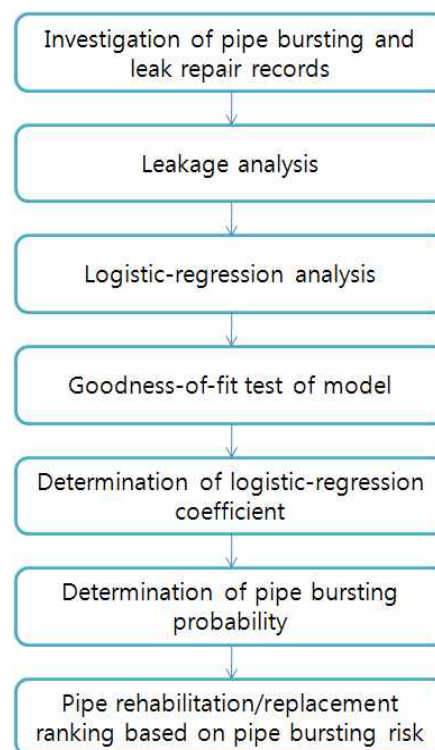 Investigation of pipe bursting and
leak repair records
Leakage analysis
Logistic-regression analysis
Goodness-of-fit test of model
Determination of logistic-regression
coefficient
Determination of pipe bursting
probability
Pipe rehabilitation/replacement
ranking based on pipe bursting risk